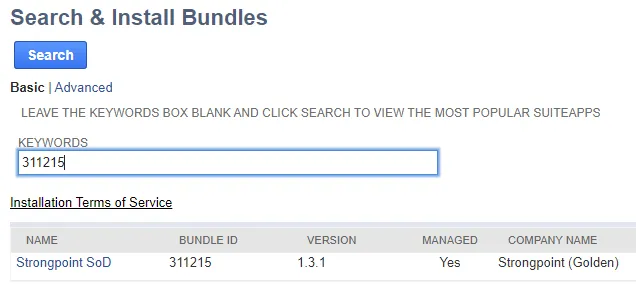 Search & Install Bundles
Search
Basic | Advanced
LEAVE THE KEYWORDS BOX BLANK AND CLICK SEARCH TO VIEW THE MOST POPULAR SUITEAPPS
KEYWORDS
311215
Installation Terms of Service
NAME BUNDLE ID VERSION MANAGED COMPANY NAME
Strongpoint SoD 311215 1.3.1 Yes Strongpoint (Golden)